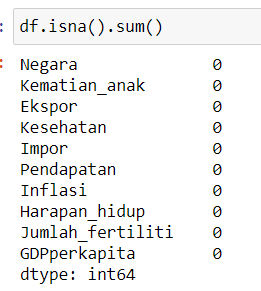 df.isna().sum()
Negara 0
Kematian_anak 0
Ekspor 0
Kesehatan 0
Impor 0
Pendapatan 0
Inflasi 0
Harapan_hidup 0
Jumlah_fertiliti 0
GDPperkapita 0
dtype: int64